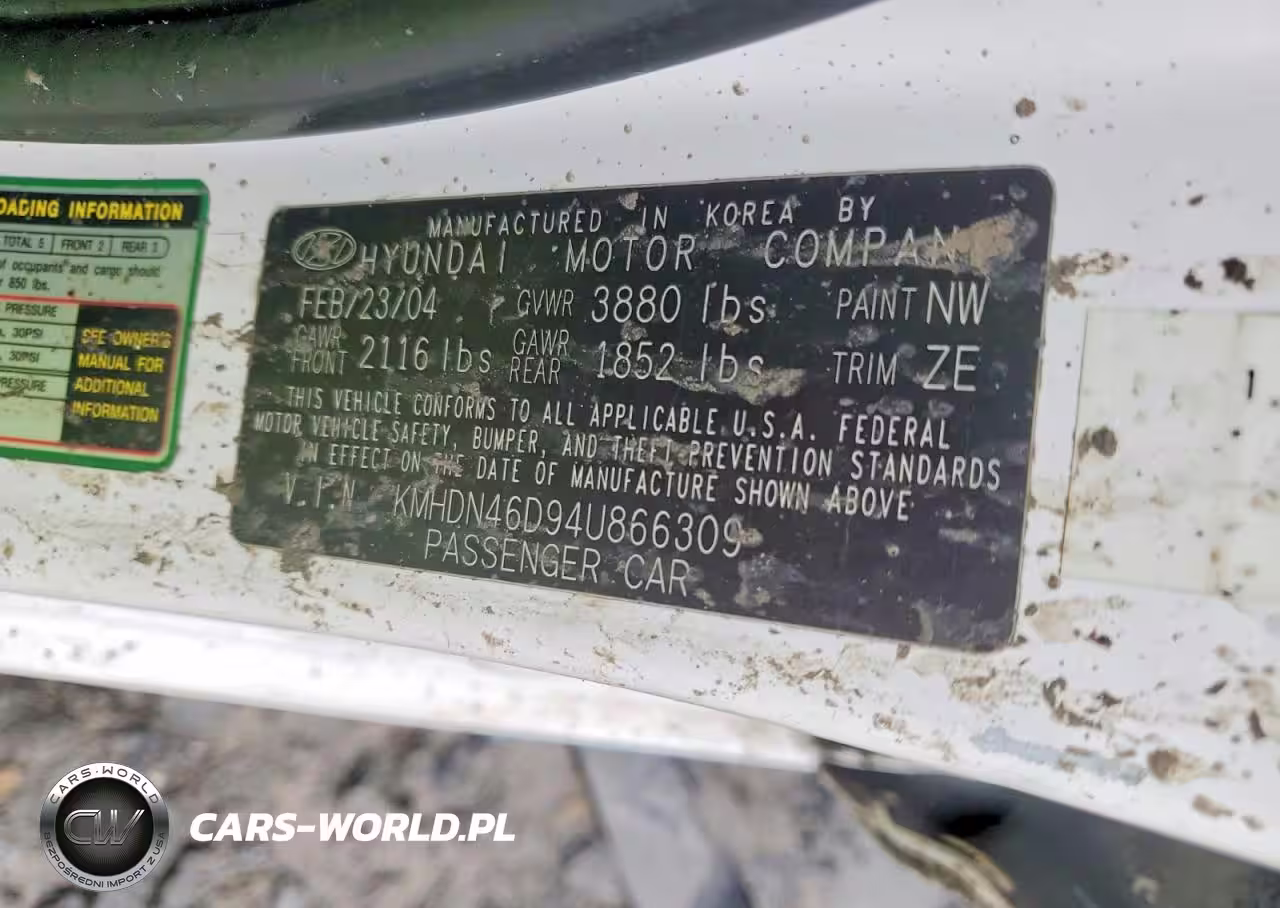 OADING INFORMATION
TOTAL 5 FRONT 2 REAR 3
of occupants and cargo should
850 lbs.
PRESSURE
30PSI
30PSI
PRESSURE
SEE OWNER'S
MANUAL FOR
ADDITIONAL
INFORMATION
MANUFACTURED IN KOREA BY
HYUNDAI MOTOR COMPAN
FEB/23/04 GVWR 3880 lbs PAINT NW
GAWR FRONT 2116 lbs GAWR REAR 1852 lbs TRIM ZE
THIS VEHICLE CONFORMS TO ALL APPLICABLE U.S.A. FEDERAL
MOTOR VEHICLE SAFETY, BUMPER, AND THEFT PREVENTION STANDARDS
IN EFFECT ON THE DATE OF MANUFACTURE SHOWN ABOVE
V.I.N KMHDN46D94U866309
PASSENGER CAR
CARS-WORLD
CW
BEZPOŚREDNI IMPORT Z USA
CARS-WORLD.PL